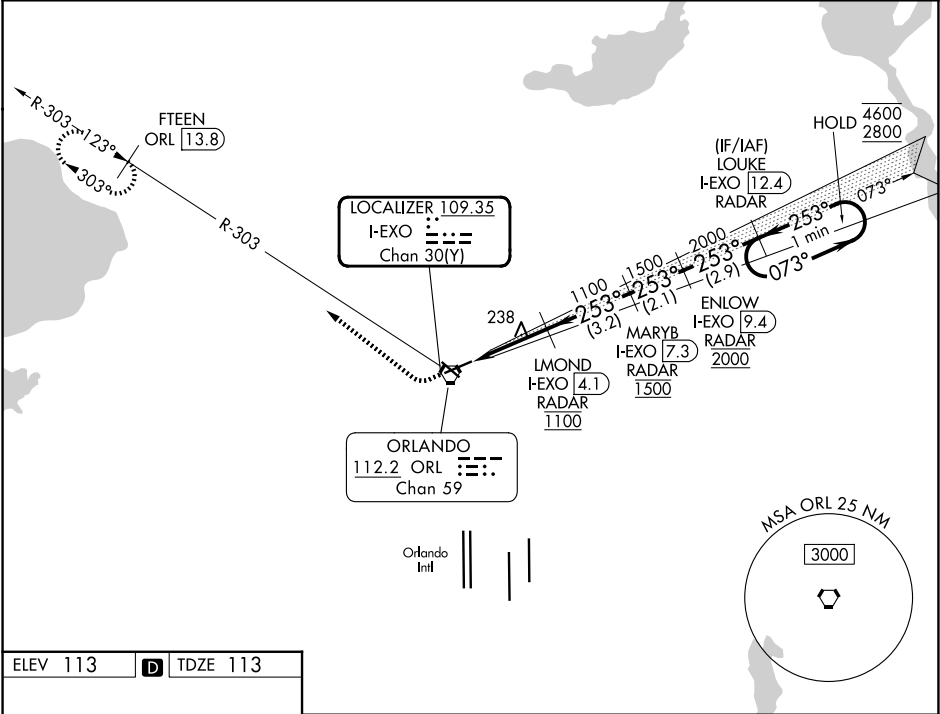 R-303
123°
303°
FTEEN
ORL 13.8
R-303
LOCALIZER 109.35
I-EXO
Chan 30(Y)
238
ORLANDO
112.2 ORL
Chan 59
HOLD 4600
2800
(IF/IAF)
LOUKE
I-EXO 12.4
RADAR
073°
253°
1 min
073°
2000
253°
(2.9)
1500
253°
(2.1)
1100
253°
(3.2)
ENLOW
I-EXO 9.4
RADAR
2000
MARYB
I-EXO 7.3
RADAR
1500
LMOND
I-EXO 4.1
RADAR
1100
Orlando
Intl
MSA ORL 25 NM
3000
ELEV 113 D TDZE 113